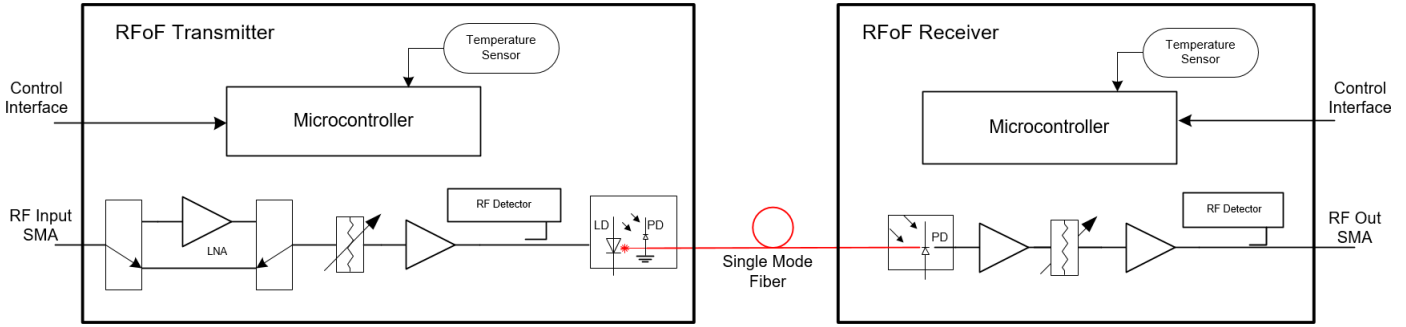 RFoF Transmitter
Temperature
Sensor
Control
Interface
Microcontroller
RF Input
SMA
LNA
RF Detector
LD
PD
Single Mode
Fiber
RFoF Receiver
Temperature
Sensor
Microcontroller
Control
Interface
PD
RF Detector
RF Out
SMA